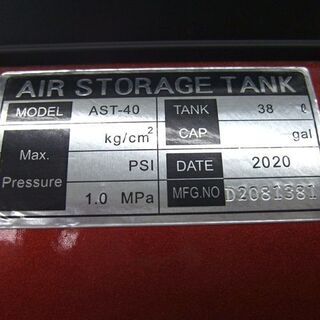 AIR STORAGE TANK
MODEL AST-40 TANK 38 ℓ
kg/cm² CAP gal
Max. PSI DATE 2020
Pressure 1.0 MPa MFG.NO D2081381